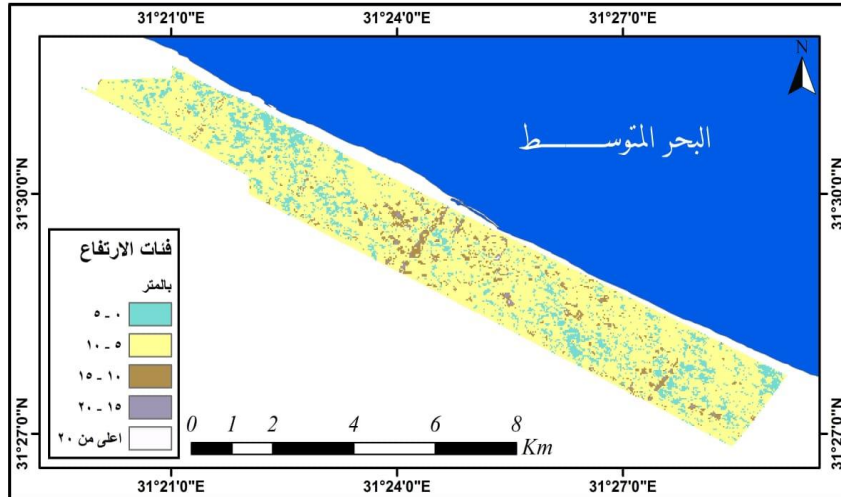 31°21'0"E 31°24'0"E 31°27'0"E
N
البحر المتوســـــــط
31°30'0"N 31°30'0"N
فئات الارتفاع
بالمتر
٠ - ٥
٥ - ١٠
١٠ - ١٥
١٥ - ٢٠
اعلى من ٢٠
31°27'0"N 31°27'0"N
0 1 2 4 6 8
Km
31°21'0"E 31°24'0"E 31°27'0"E